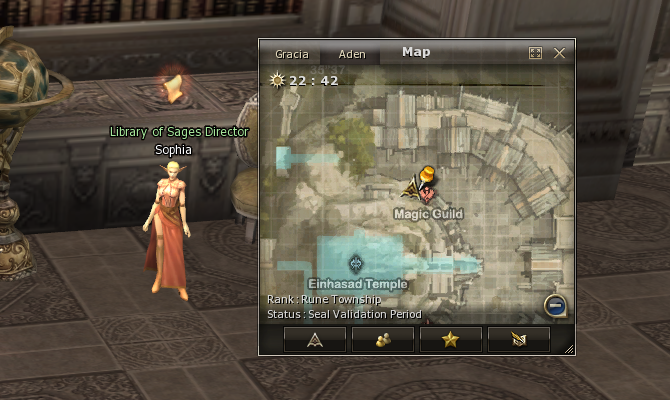 Gracia Aden Map
22 : 42
Library of Sages Director
Sophia
Magic Guild
Einhasad Temple
Rank : Rune Township
Status : Seal Validation Period